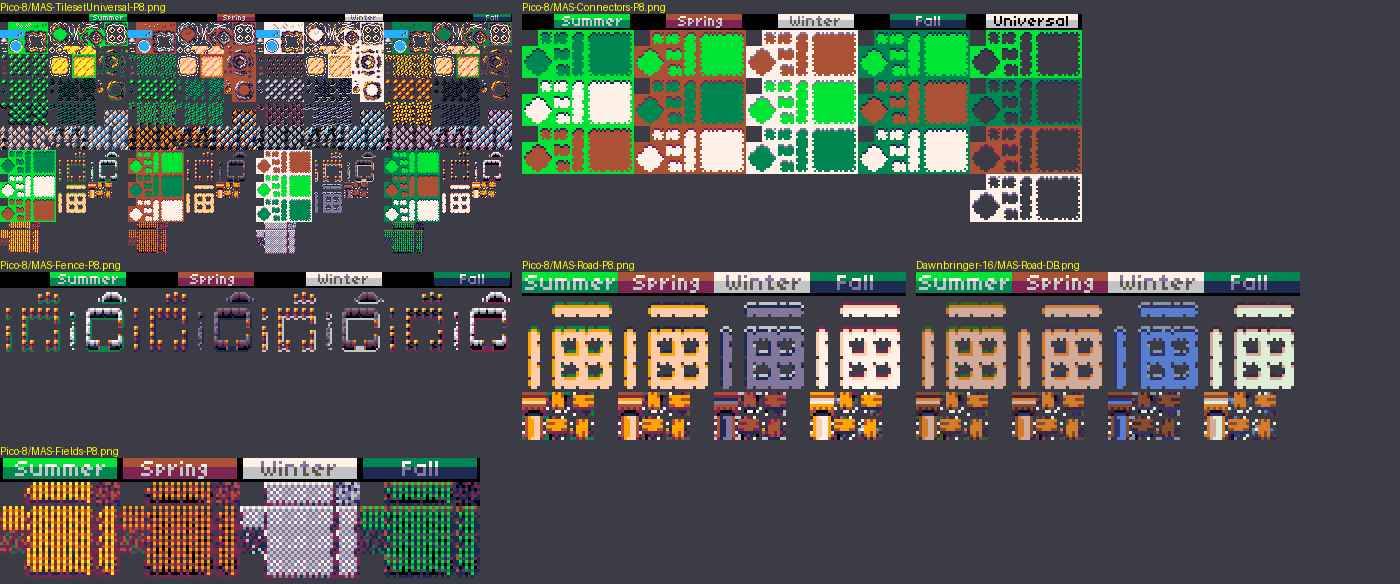 Pico-8/MAS-TilesetUniversal-P8.png
Summer Spring Winter Fall
Pico-8/MAS-Connectors-P8.png
Summer Spring Winter Fall Universal
Pico-8/MAS-Fence-P8.png
Summer Spring Winter Fall
Pico-8/MAS-Road-P8.png
Summer Spring Winter Fall
Dawnbringer-16/MAS-Road-DB.png
Summer Spring Winter Fall
Pico-8/MAS-Fields-P8.png
Summer Spring Winter Fall